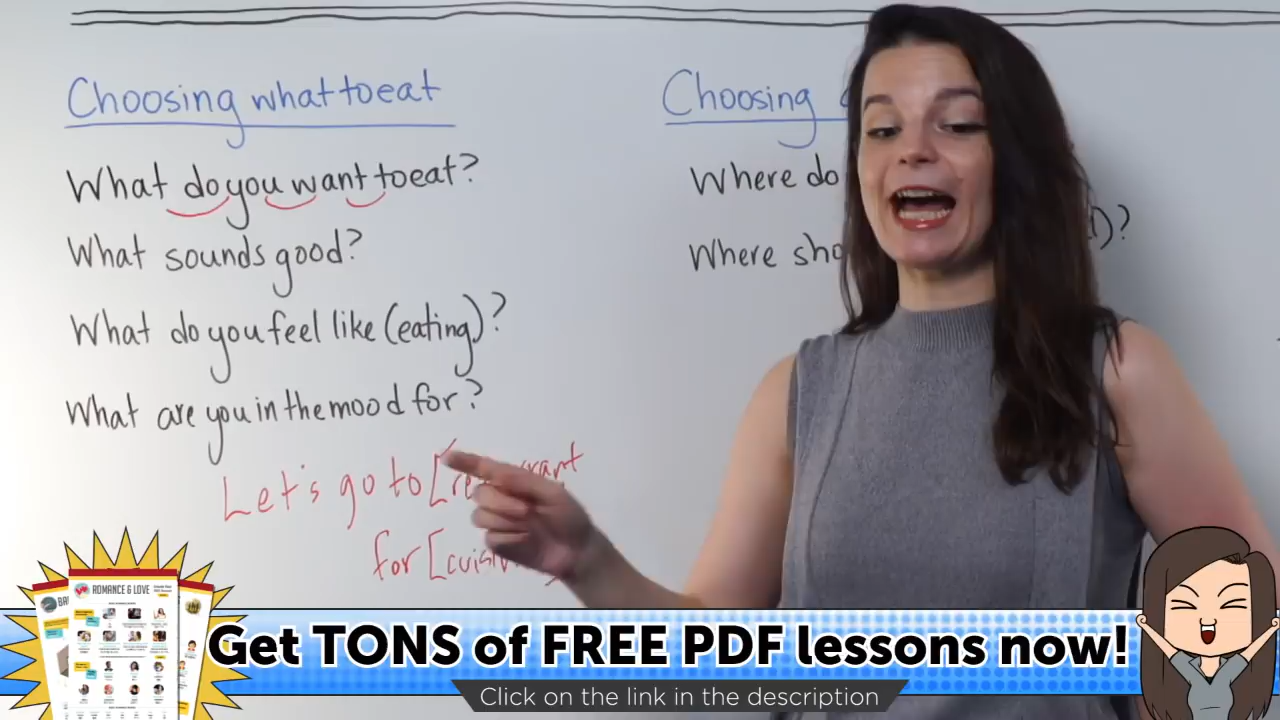 Choosing what to eat
What do you want to eat?
What sounds good?
What do you feel like (eating)?
What are you in the mood for?
Let's go to [
for [
Choosing
Where do
Where
?
ROMANCE & LOVE
Get TONS of FREE PDF lessons now!
Click on the link in the description